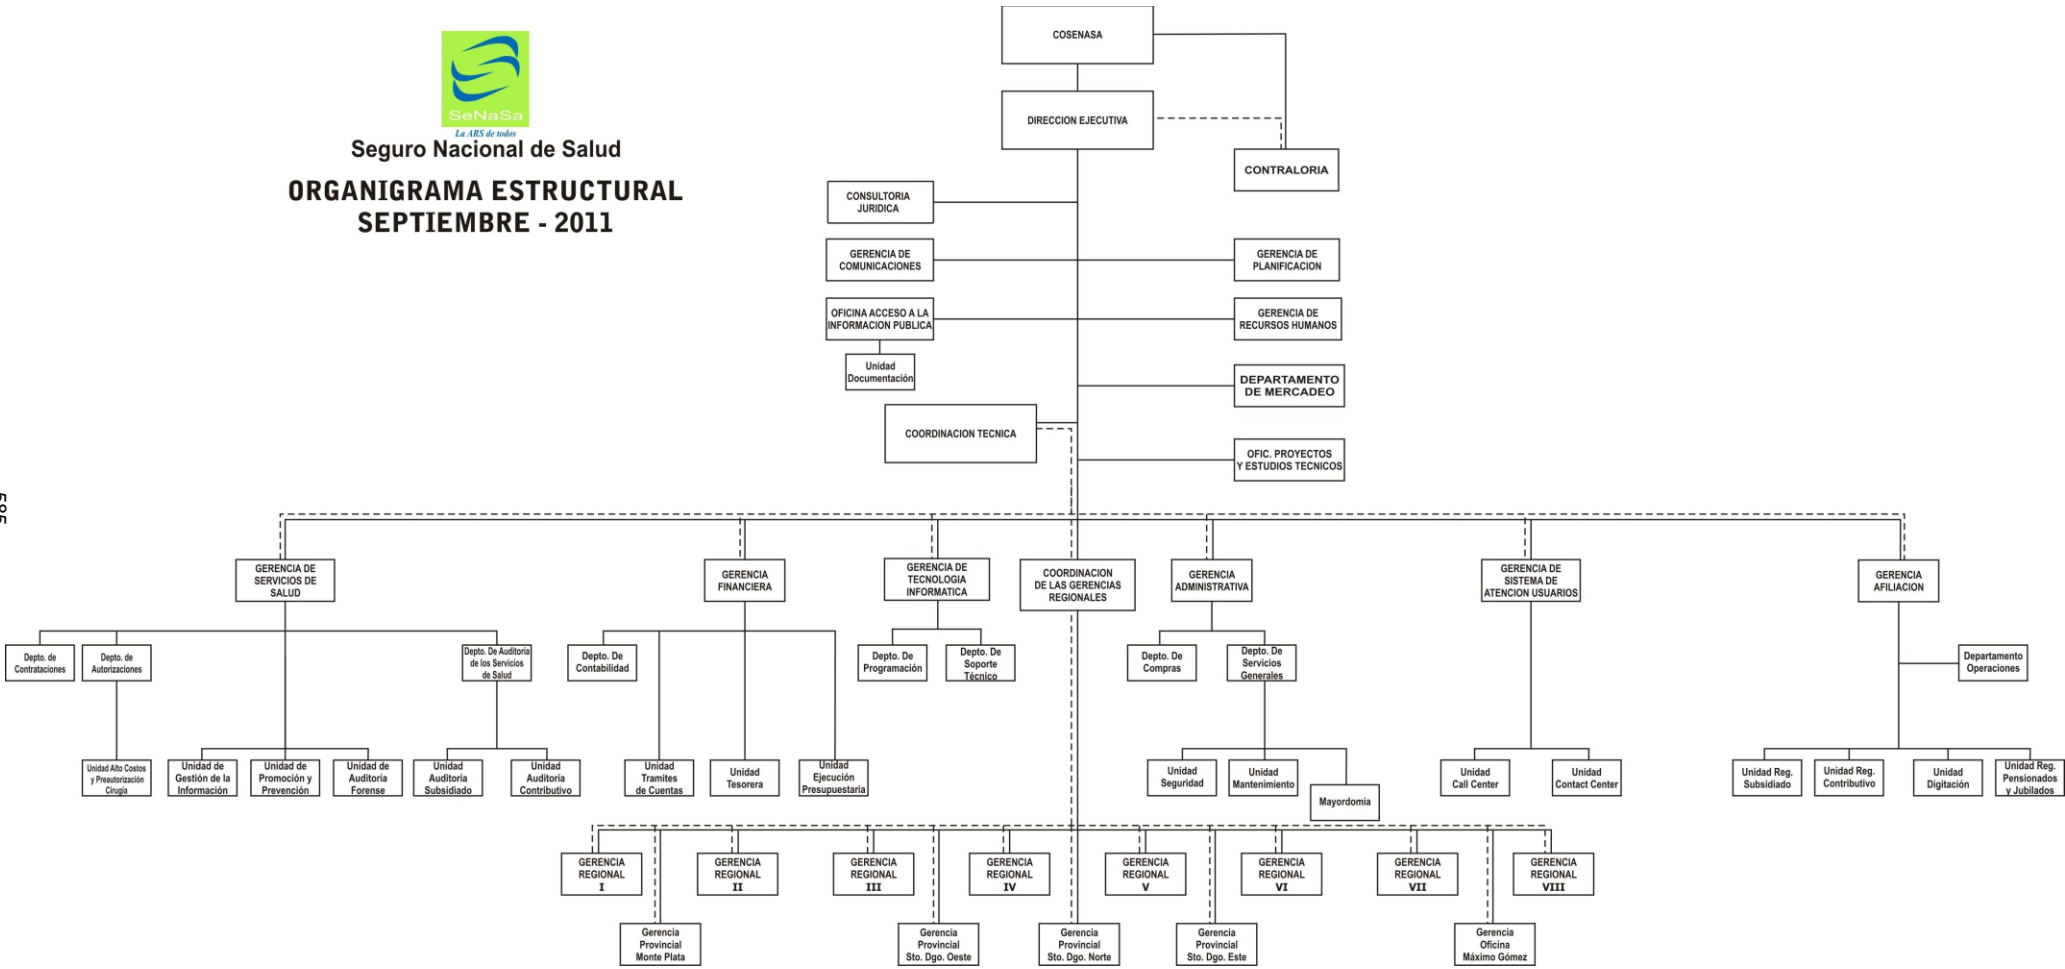 COSENASA
SeNaSa
La ARS de todos
Seguro Nacional de Salud
ORGANIGRAMA ESTRUCTURAL
SEPTIEMBRE - 2011
DIRECCION EJECUTIVA
CONTRALORIA
CONSULTORIA
JURIDICA
GERENCIA DE
COMUNICACIONES
GERENCIA DE
PLANIFICACION
OFICINA ACCESO A LA
INFORMACION PUBLICA
GERENCIA DE
RECURSOS HUMANOS
Unidad
Documentación
DEPARTAMENTO
DE MERCADEO
COORDINACION TECNICA
OFIC. PROYECTOS
Y ESTUDIOS TECNICOS
585
GERENCIA DE
SERVICIOS DE
SALUD
GERENCIA
FINANCIERA
GERENCIA DE
TECNOLOGIA
INFORMATICA
COORDINACION
DE LAS GERENCIAS
REGIONALES
GERENCIA
ADMINISTRATIVA
GERENCIA DE
SISTEMA DE
ATENCION USUARIOS
GERENCIA
AFILIACION
Depto. de
Contrataciones
Depto. de
Autorizaciones
Depto. De Auditoría
de los Servicios
de Salud
Depto. De
Contabilidad
Depto. De
Programación
Depto. De
Soporte
Técnico
Depto. De
Compras
Depto. De
Servicios
Generales
Departamento
Operaciones
Unidad Alto Costos
y Preautorización
Cirugía
Unidad de
Gestión de la
Información
Unidad de
Promoción y
Prevención
Unidad de
Auditoría
Forense
Unidad
Auditoría
Subsidiado
Unidad
Auditoría
Contributivo
Unidad
Tramites
de Cuentas
Unidad
Tesorera
Unidad
Ejecución
Presupuestaria
Unidad
Seguridad
Unidad
Mantenimiento
Mayordomia
Unidad
Call Center
Unidad
Contact Center
Unidad Reg.
Subsidiado
Unidad Reg.
Contributivo
Unidad
Digitación
Unidad Reg.
Pensionados
y Jubilados
GERENCIA
REGIONAL
I
GERENCIA
REGIONAL
II
GERENCIA
REGIONAL
III
GERENCIA
REGIONAL
IV
GERENCIA
REGIONAL
V
GERENCIA
REGIONAL
VI
GERENCIA
REGIONAL
VII
GERENCIA
REGIONAL
VIII
Gerencia
Provincial
Monte Plata
Gerencia
Provincial
Sto. Dgo. Oeste
Gerencia
Provincial
Sto. Dgo. Norte
Gerencia
Provincial
Sto. Dgo. Este
Gerencia
Oficina
Máximo Gómez